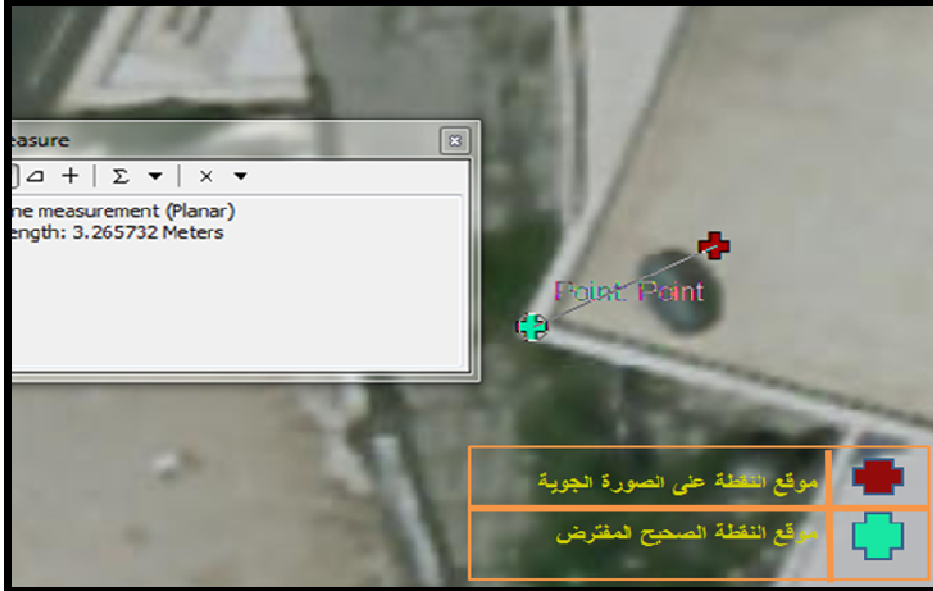 easure
ne measurement (Planar)
ength: 3.265732 Meters
Point: Point
موقع النقطة على الصورة الجوية
موقع النقطة الصحيح المفترض